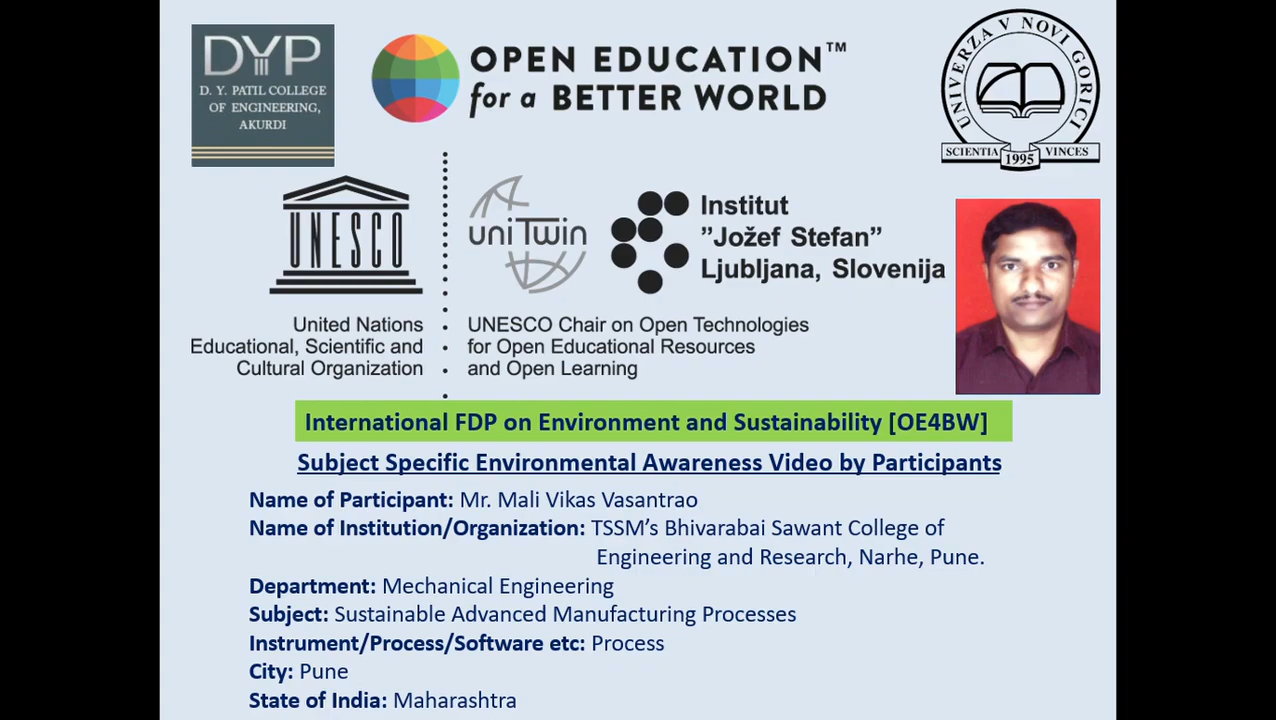 DYP
D. Y. PATIL COLLEGE
OF ENGINEERING,
AKURDI
OPEN EDUCATION™
for a BETTER WORLD
UNIVERZA V NOVI GORICI
SCIENTIA 1995 VINCES
UNESCO
uniTwin
Institut
"Jožef Stefan"
Ljubljana, Slovenija
United Nations
Educational, Scientific and
Cultural Organization
UNESCO Chair on Open Technologies
for Open Educational Resources
and Open Learning
International FDP on Environment and Sustainability [OE4BW]
Subject Specific Environmental Awareness Video by Participants
Name of Participant: Mr. Mali Vikas Vasantrao
Name of Institution/Organization: TSSM's Bhivarabai Sawant College of
Engineering and Research, Narhe, Pune.
Department: Mechanical Engineering
Subject: Sustainable Advanced Manufacturing Processes
Instrument/Process/Software etc: Process
City: Pune
State of India: Maharashtra